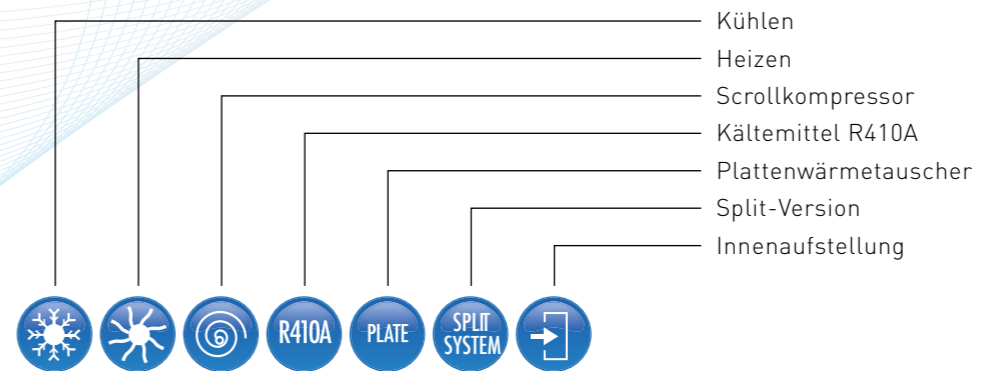 Kühlen
Heizen
Scrollkompressor
Kältemittel R410A
Plattenwärmetauscher
Split-Version
Innenaufstellung
R410A
PLATE
SPLIT
SYSTEM